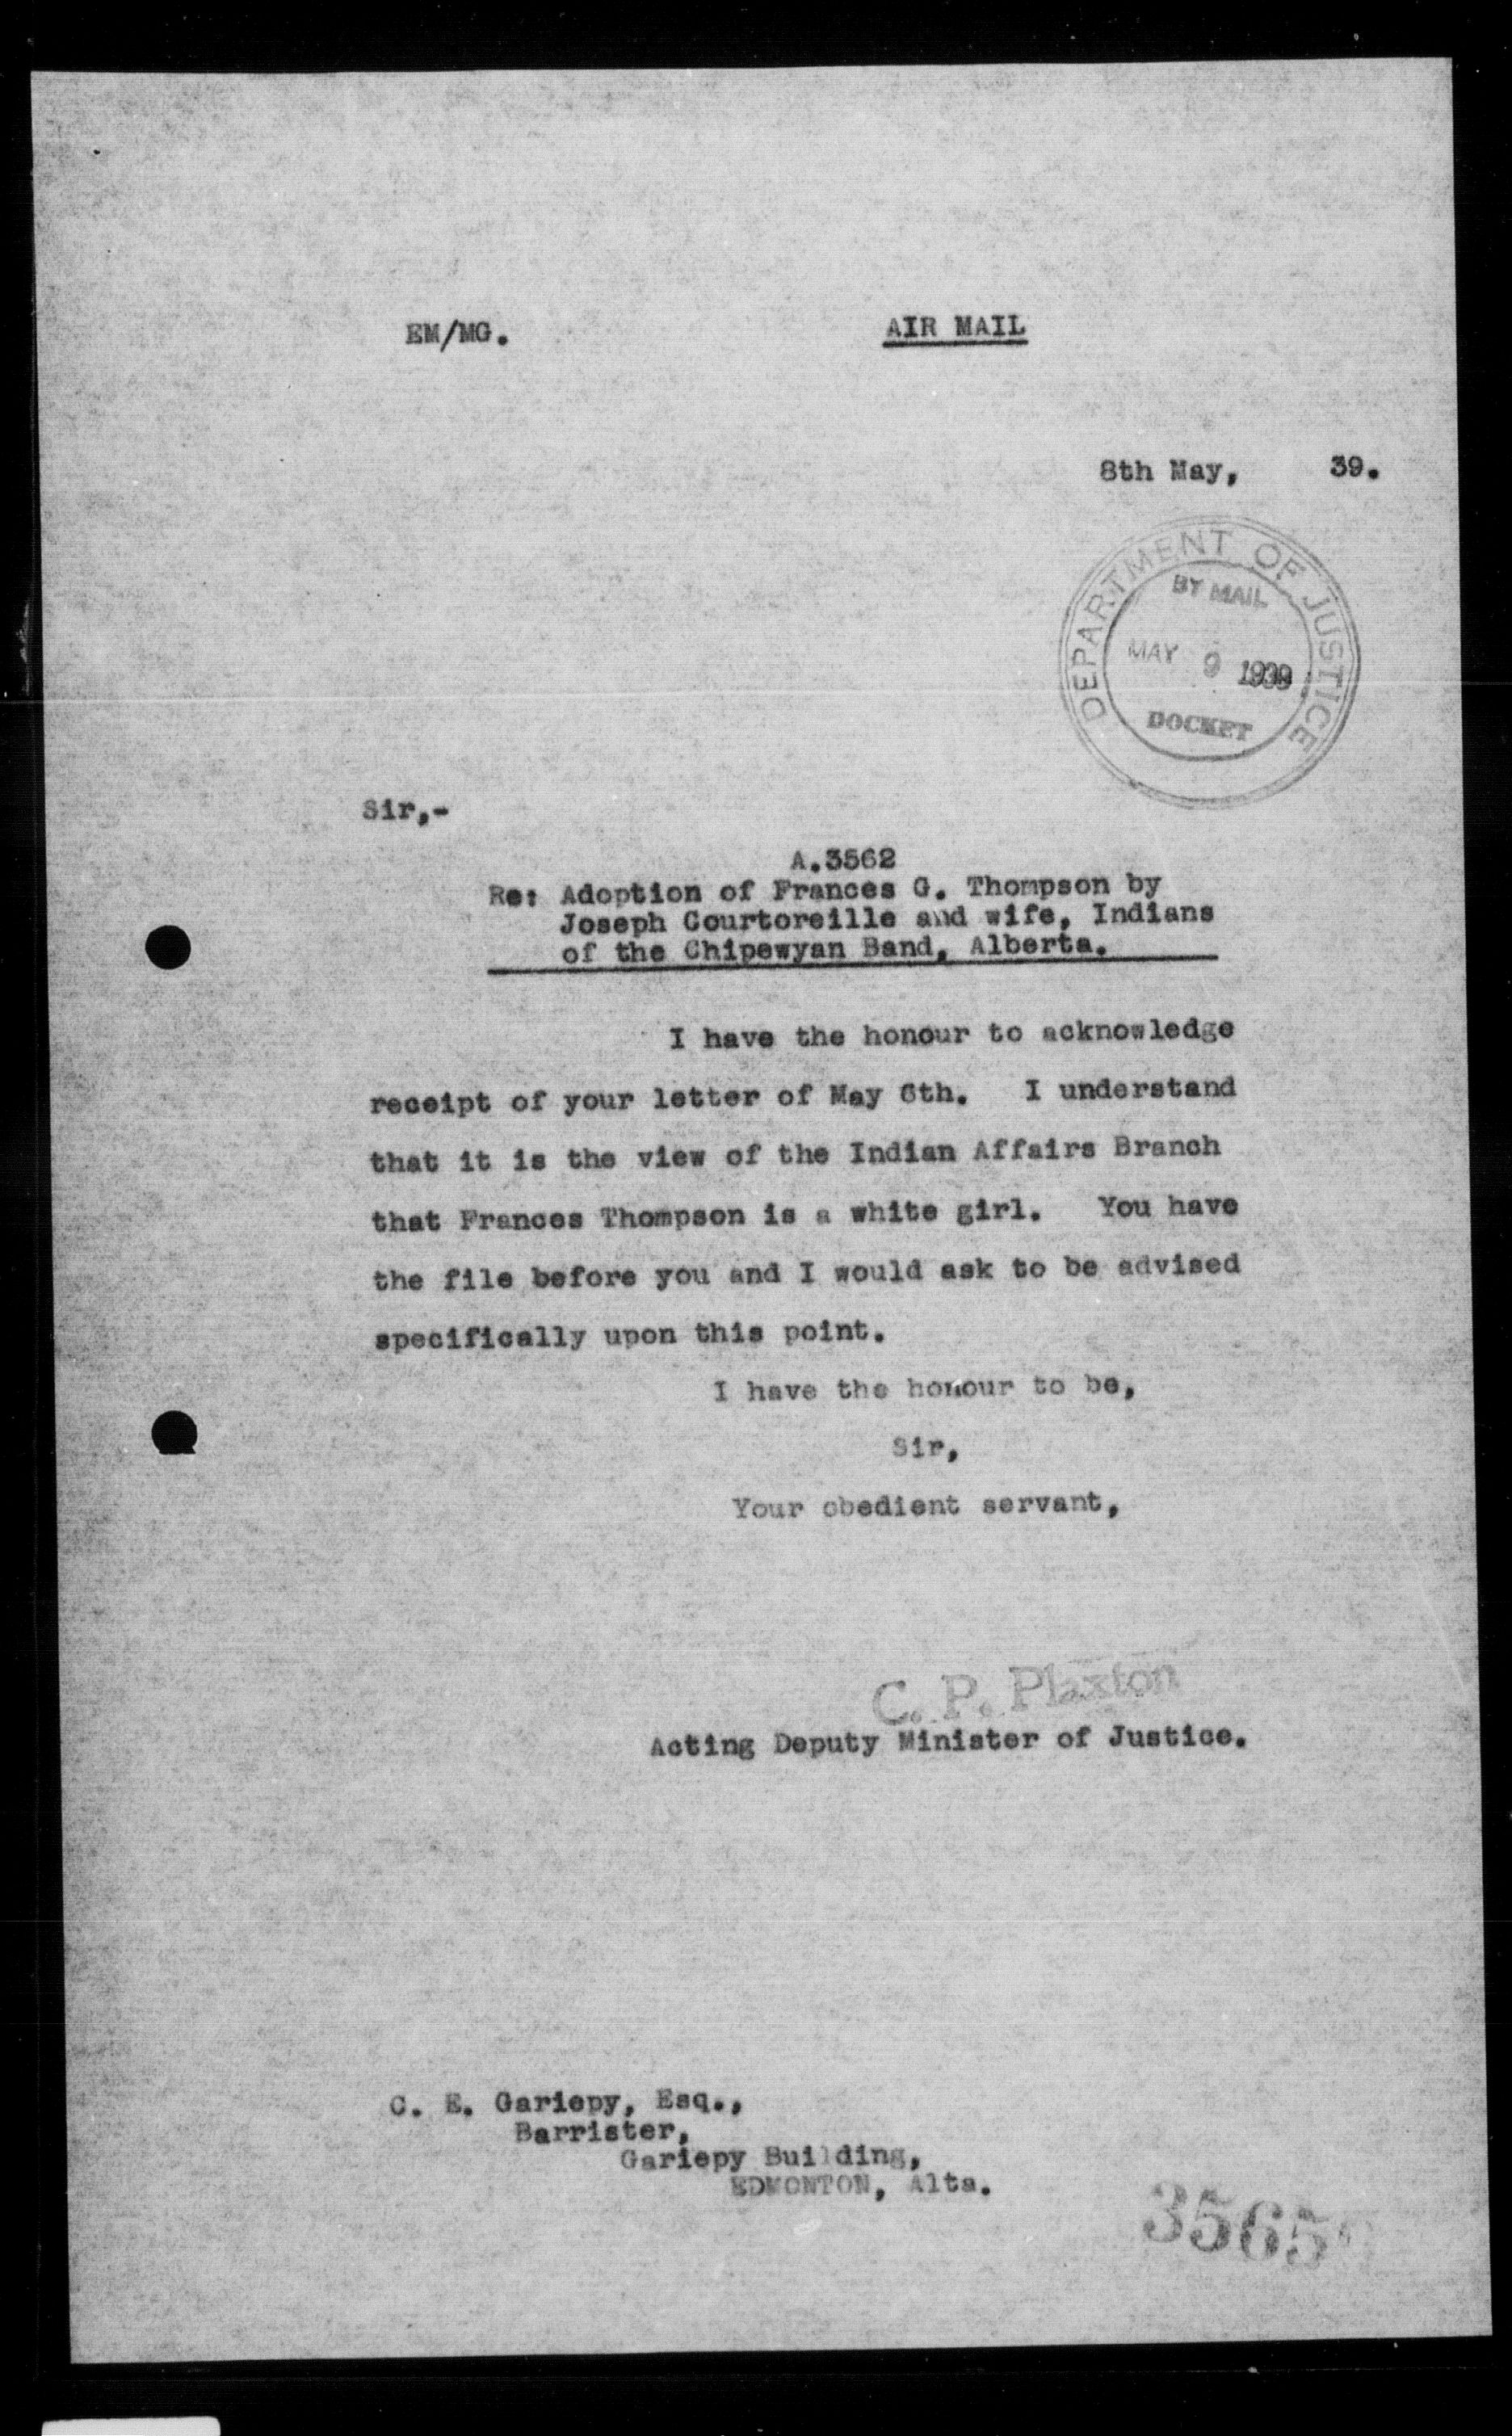 EM/MG.
AIR MAIL
8th May, 39.
DEPARTMENT OF JUSTICE
BY MAIL
MAY 9 1939
DOCKET
Sir,-
A.3562
Re: Adoption of Frances G. Thompson by
Joseph Courtoreille and wife, Indians
of the Chipewyan Band, Alberta.
I have the honour to acknowledge
receipt of your letter of May 6th. I understand
that it is the view of the Indian Affairs Branch
that Frances Thompson is a white girl. You have
the file before you and I would ask to be advised
specifically upon this point.
I have the honour to be,
Sir,
Your obedient servant,
C. P. Plaxton
Acting Deputy Minister of Justice.
C. E. Gariepy, Esq.,
Barrister,
Gariepy Building,
EDMONTON, Alta.
3565